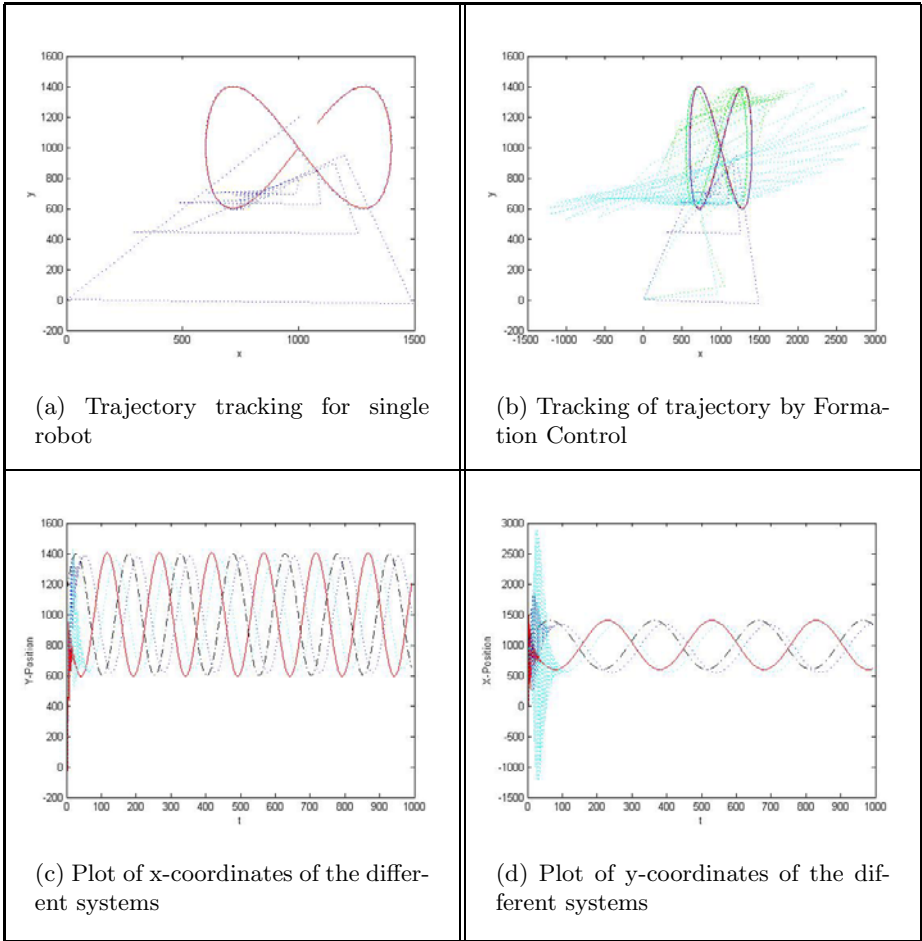 1600
1400
1200
1000
800
600
400
200
0
-200
y
0 500 1000 1500
x
(a) Trajectory tracking for single
robot
1600
1400
1200
1000
800
600
400
200
0
-200
y
-1500 -1000 -500 0 500 1000 1500 2000 2500 3000
x
(b) Tracking of trajectory by Forma-
tion Control
1600
1400
1200
1000
800
600
400
200
0
-200
Y-Position
0 100 200 300 400 500 600 700 800 900 1000
t
(c) Plot of x-coordinates of the differ-
ent systems
3000
2500
2000
1500
1000
500
0
-500
-1000
-1500
X-Position
0 100 200 300 400 500 600 700 800 900 1000
t
(d) Plot of y-coordinates of the dif-
ferent systems